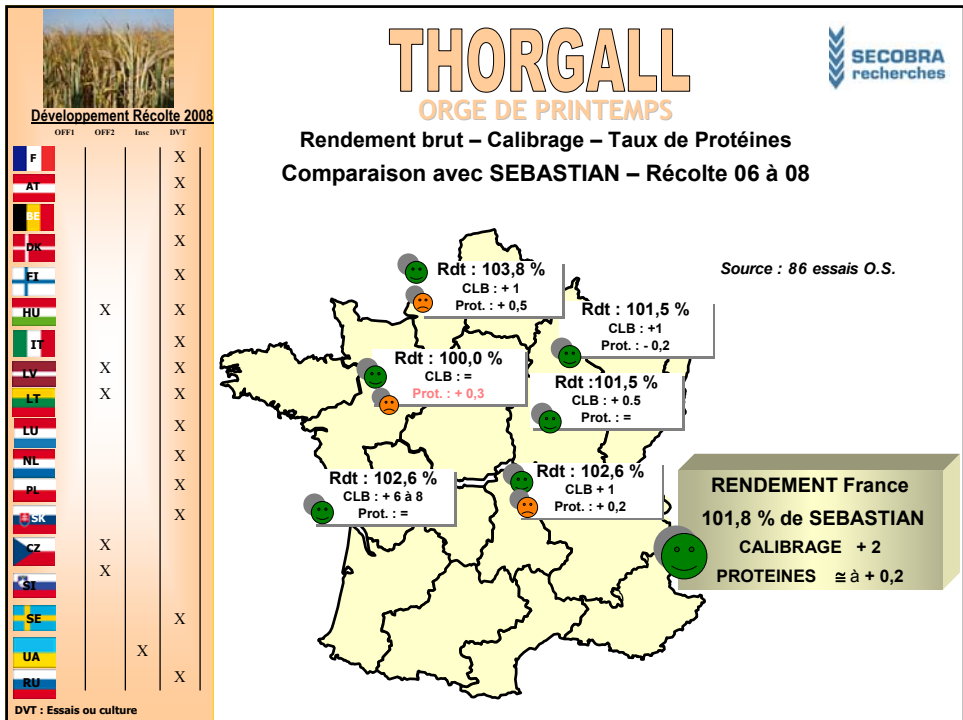 THORGALL
ORGE DE PRINTEMPS
SECOBRA
recherches
Rendement brut – Calibrage – Taux de Protéines
Comparaison avec SEBASTIAN – Récolte 06 à 08
Développement Récolte 2008
OFF1 OFF2 Insc DVT
F X
AT X
BE X
DK X
FI X
HU X X
IT X
LV X X
LT X X
LU X
NL X
PL X
SK X
CZ X
SI X
SE X
UA X
RU X
DVT : Essais ou culture
Source : 86 essais O.S.
Rdt : 103,8 %
CLB : + 1
Prot. : + 0,5
Rdt : 101,5 %
CLB : +1
Prot. : - 0,2
Rdt : 100,0 %
CLB : =
Prot. : + 0,3
Rdt :101,5 %
CLB : + 0.5
Prot. : =
Rdt : 102,6 %
CLB : + 6 à 8
Prot. : =
Rdt : 102,6 %
CLB + 1
Prot. : + 0,2
RENDEMENT France
101,8 % de SEBASTIAN
CALIBRAGE + 2
PROTEINES ≅ à + 0,2